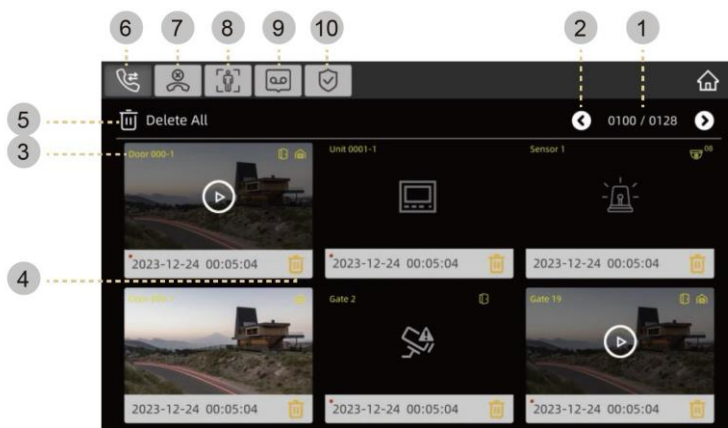 6 7 8 9 10 2 1
5 Delete All 0100 / 0128
3 Door 000-1 Unit 0001-1 Sensor 1 08
2023-12-24 00:05:04 2023-12-24 00:05:04 2023-12-24 00:05:04
4
Gate 2 Gate 19
2023-12-24 00:05:04 2023-12-24 00:05:04 2023-12-24 00:05:04